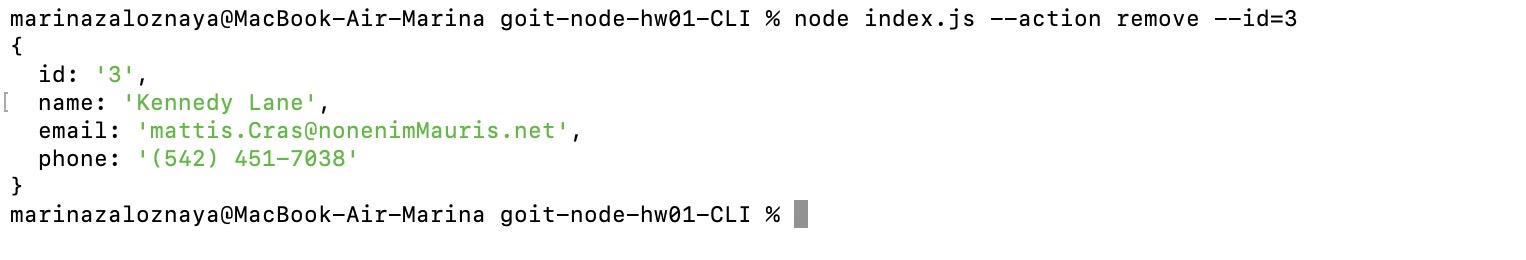 marinazaloznaya@MacBook-Air-Marina goit-node-hw01-CLI % node index.js --action remove --id=3
{
  id: '3',
[ name: 'Kennedy Lane',
  email: 'mattis.Cras@nonenimMauris.net',
  phone: '(542) 451-7038'
}
marinazaloznaya@MacBook-Air-Marina goit-node-hw01-CLI %